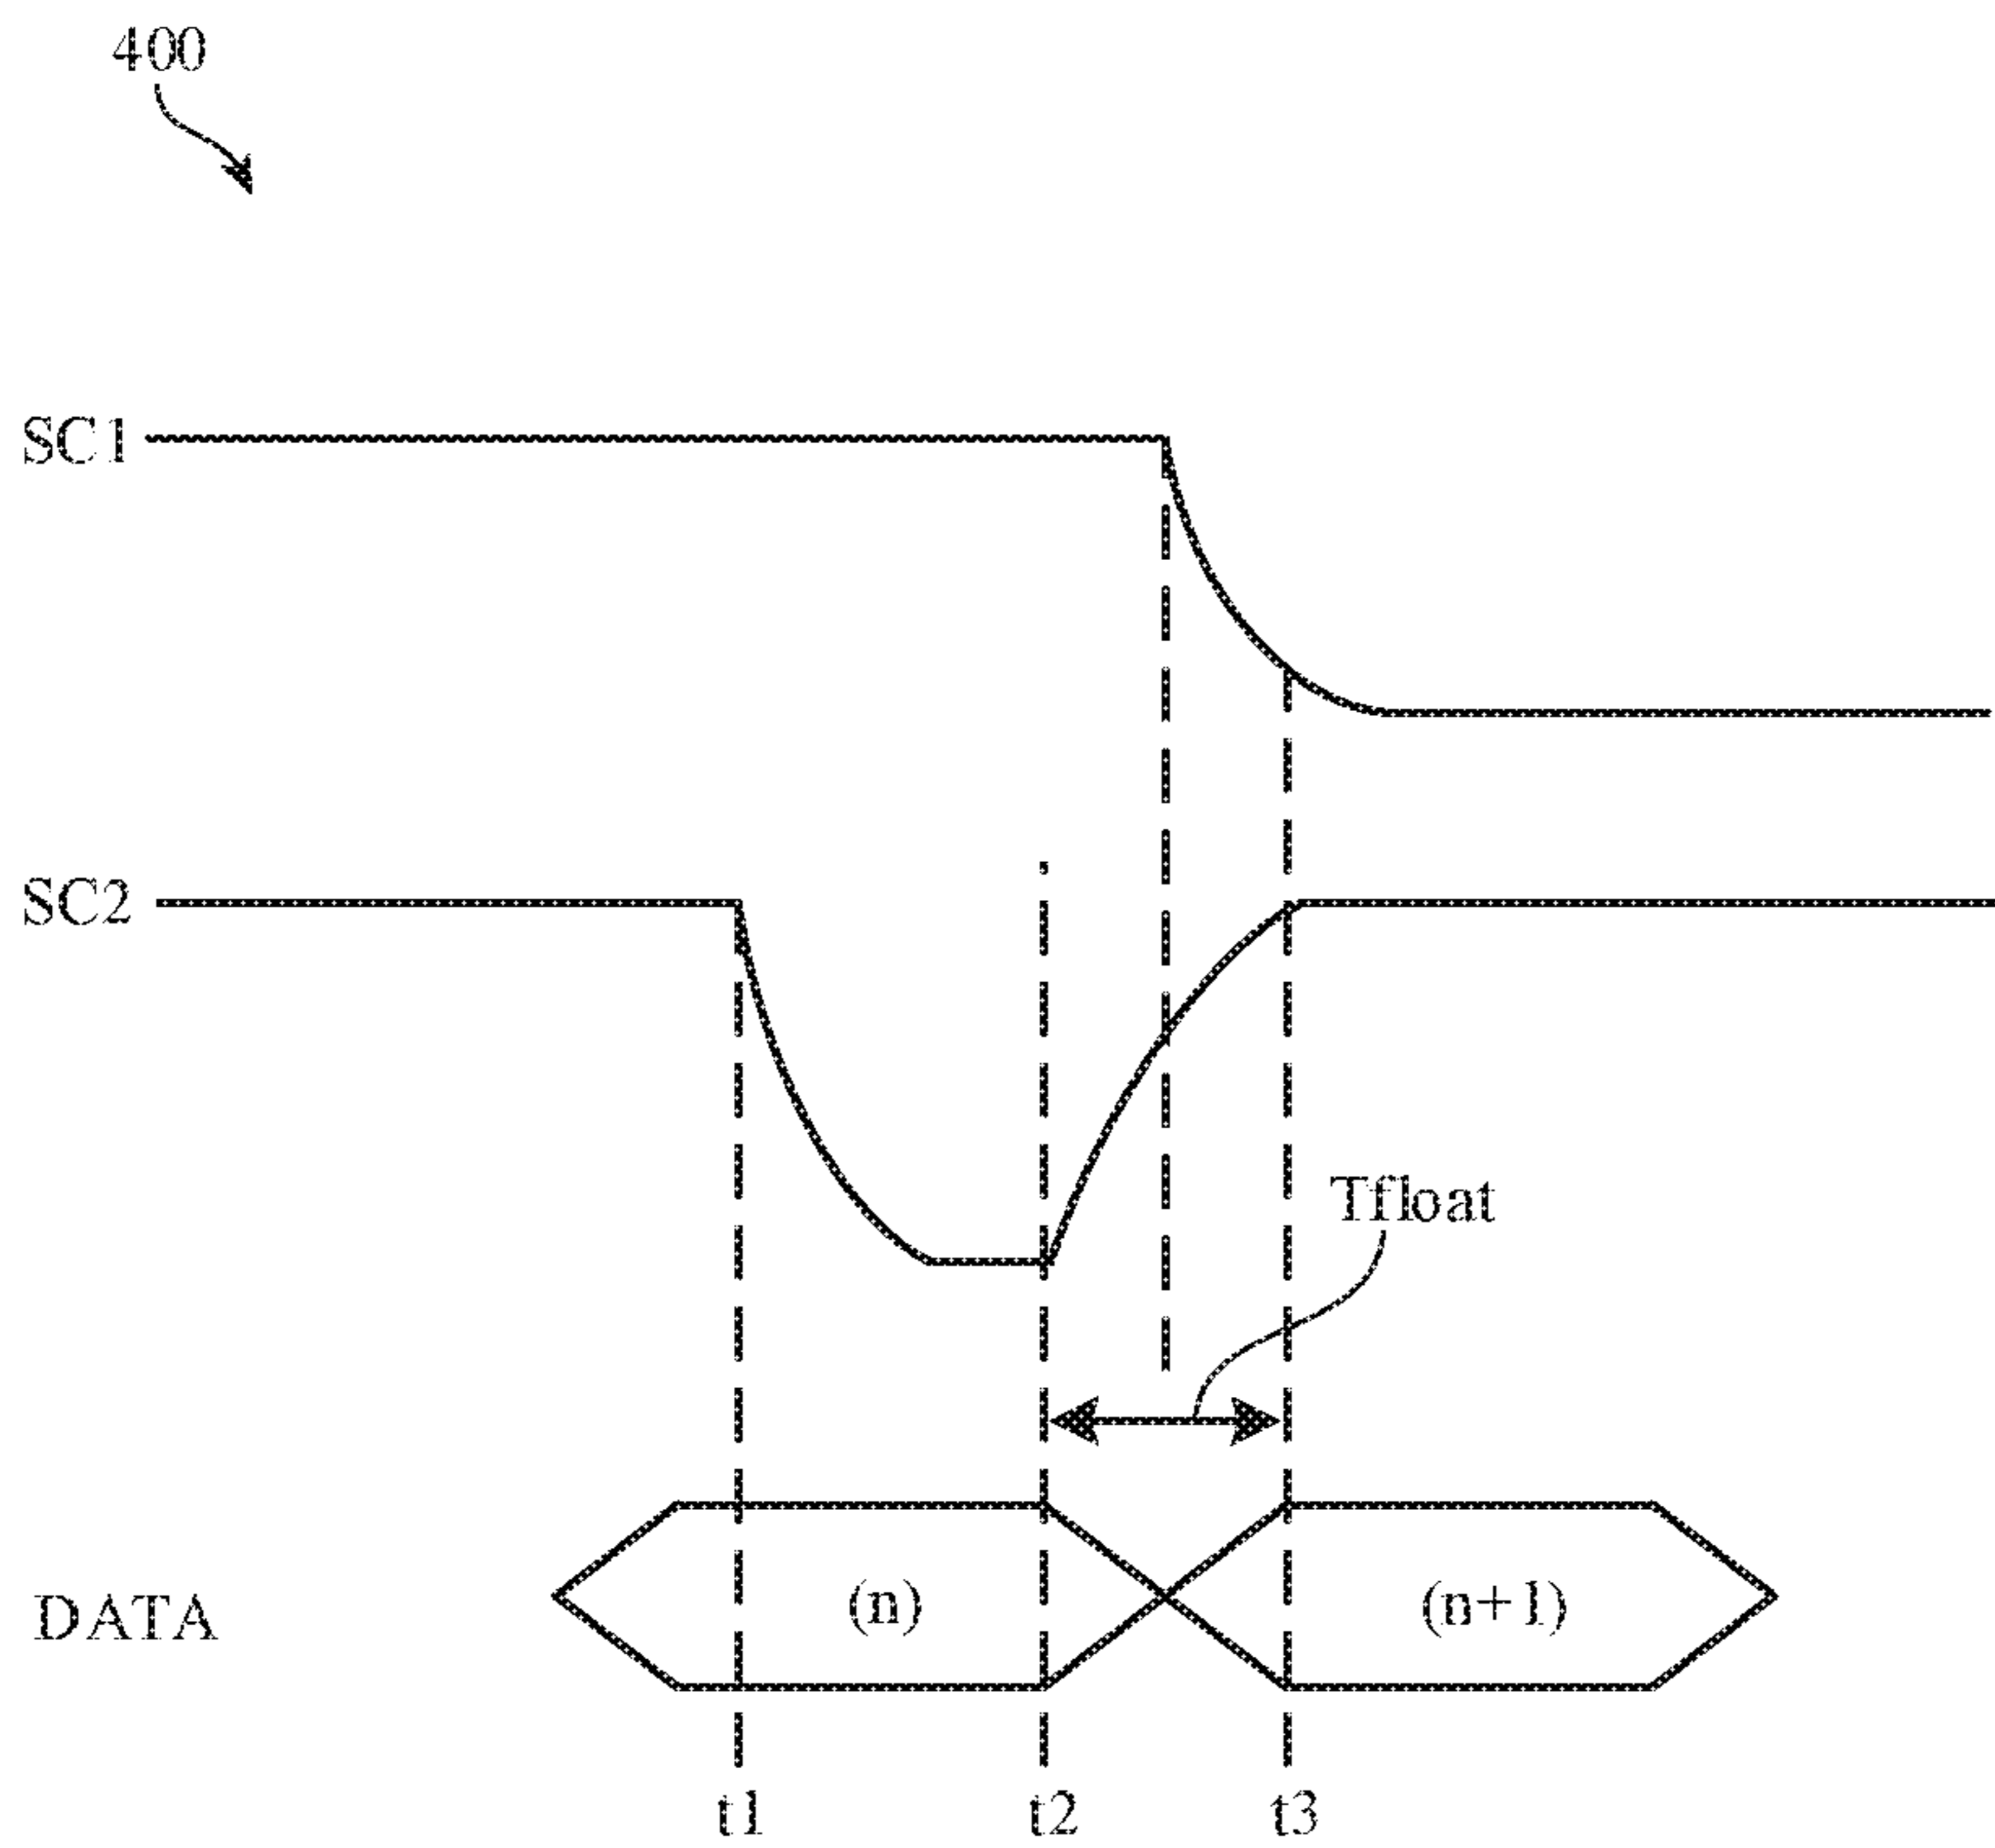 400
SC1
SC2
Tfloat
DATA
(n)
(n+1)
t1
t2
t3